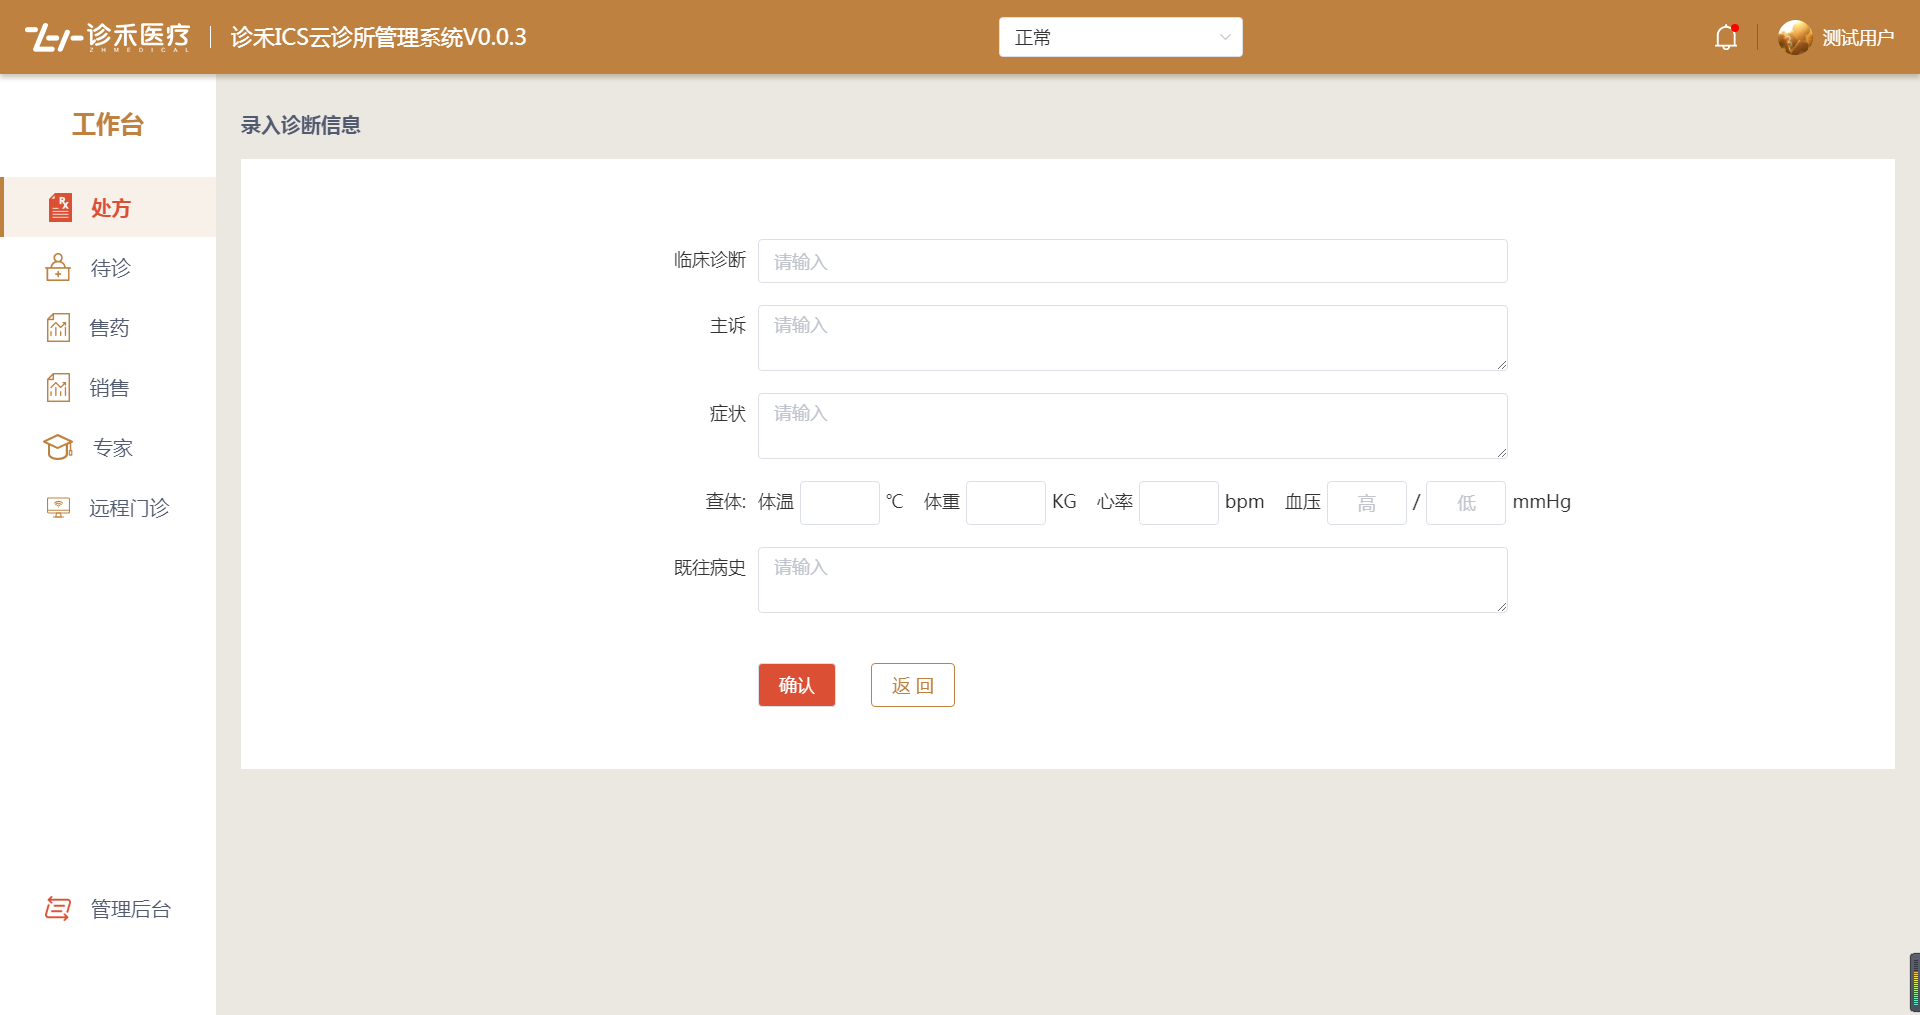 诊禾医疗
ZHMEDICAL
诊禾ICS云诊所管理系统V0.0.3
正常
测试用户
工作台
处方
待诊
售药
销售
专家
远程门诊
管理后台
录入诊断信息
临床诊断 请输入
主诉 请输入
症状 请输入
查体: 体温 ℃ 体重 KG 心率 bpm 血压 高 / 低 mmHg
既往病史 请输入
确认 返 回